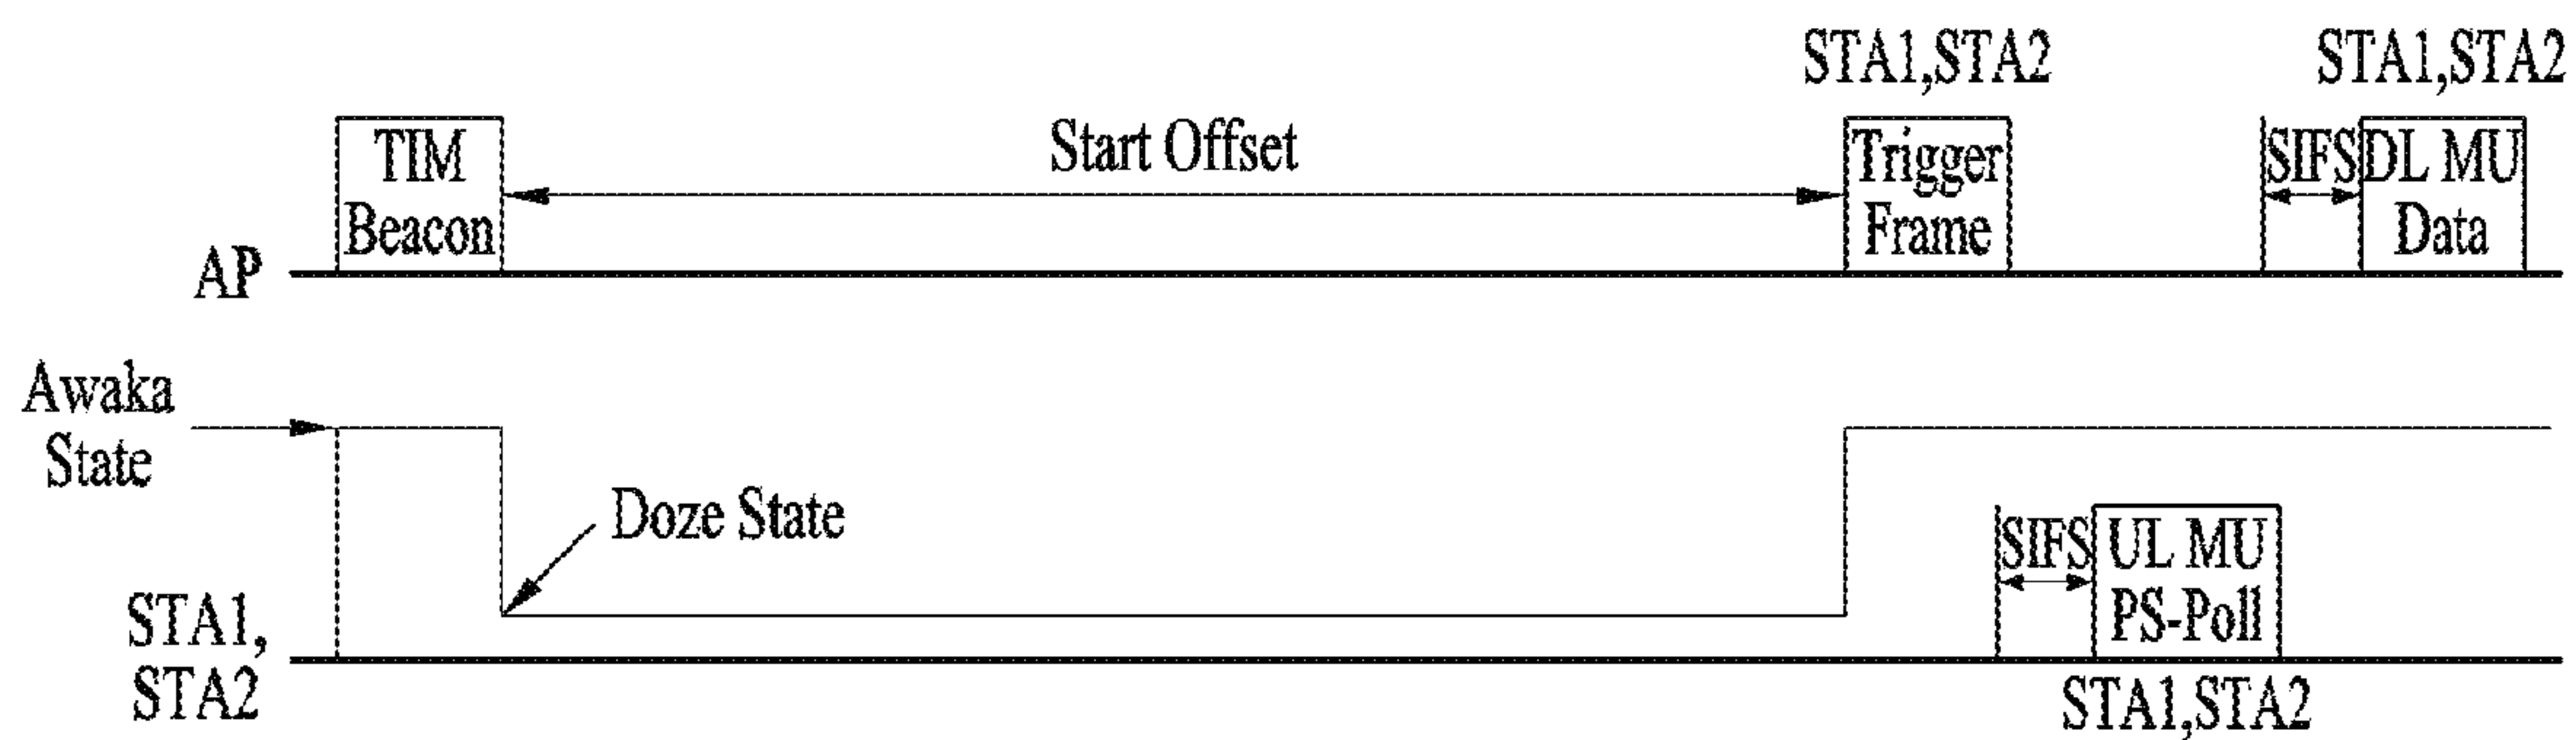 STA1,STA2
STA1,STA2
TIM
Beacon
Start Offset
Trigger
Frame
SIFS
DL MU
Data
AP
Awaka
State
Doze State
SIFS
UL MU
PS-Poll
STA1,
STA2
STA1,STA2